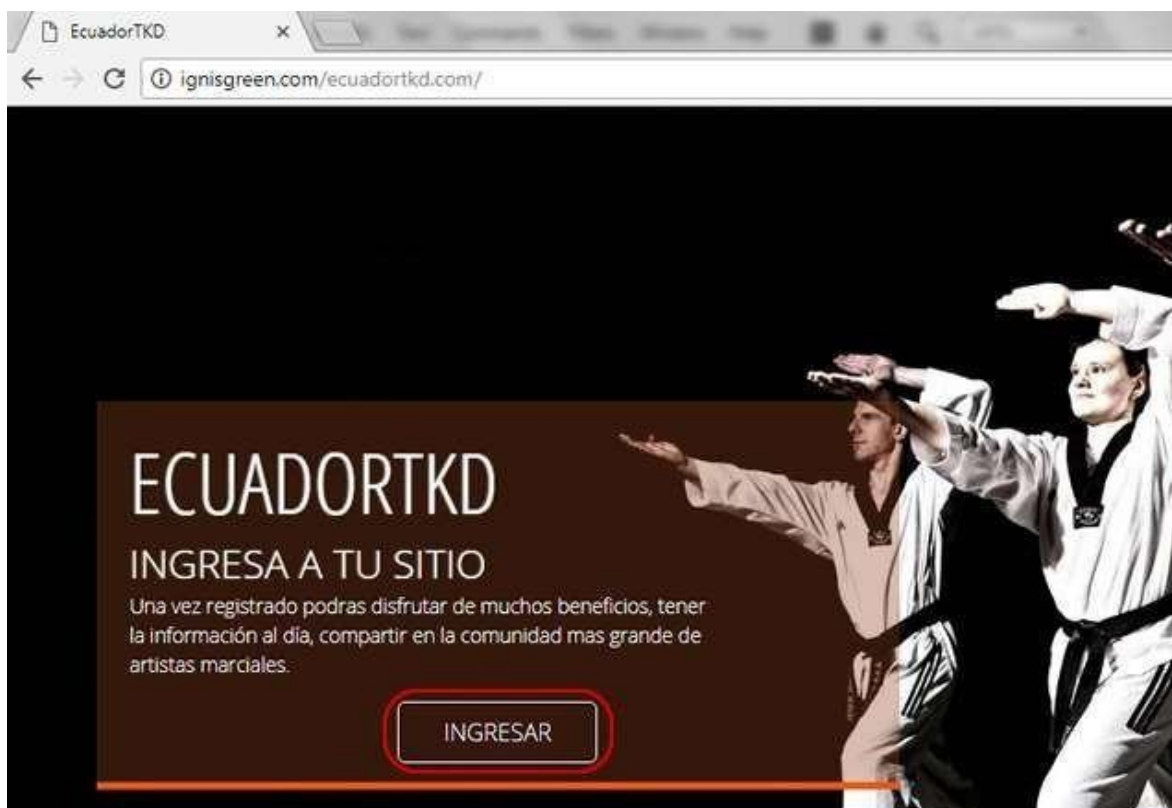 EcuadorTKD
ignisgreen.com/ecuadortkd.com/
ECUADORTKD
INGRESA A TU SITIO
Una vez registrado podras disfrutar de muchos beneficios, tener
la información al día, compartir en la comunidad mas grande de
artistas marciales.
INGRESAR